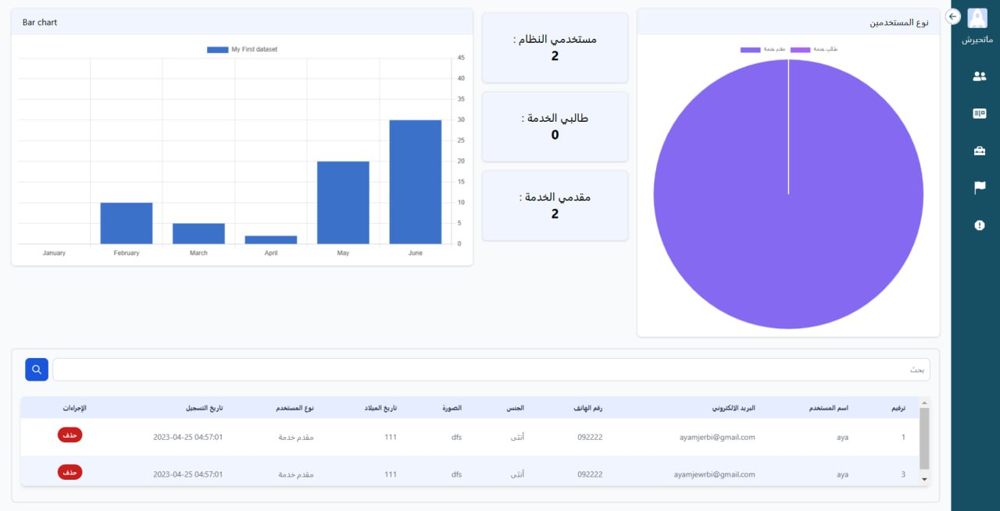 ماتحيرش
نوع المستخدمين
طالب خدمة
مقدم خدمة
مستخدمي النظام :
2
طالبي الخدمة :
0
مقدمي الخدمة :
2
Bar chart
My First dataset
45
40
35
30
25
20
15
10
5
0
January February March April May June
بحث
ترقيم اسم المستخدم البريد الالكتروني رقم الهاتف الجنس الصورة تاريخ الميلاد نوع المستخدم تاريخ التسجيل الإجراءات
1 aya ayamjerbi@gmail.com 092222 أنثى dfs 111 مقدم خدمة 2023-04-25 04:57:01 حذف
3 aya ayamjewrbi@gmail.com 092222 أنثى dfs 111 مقدم خدمة 2023-04-25 04:57:01 حذف